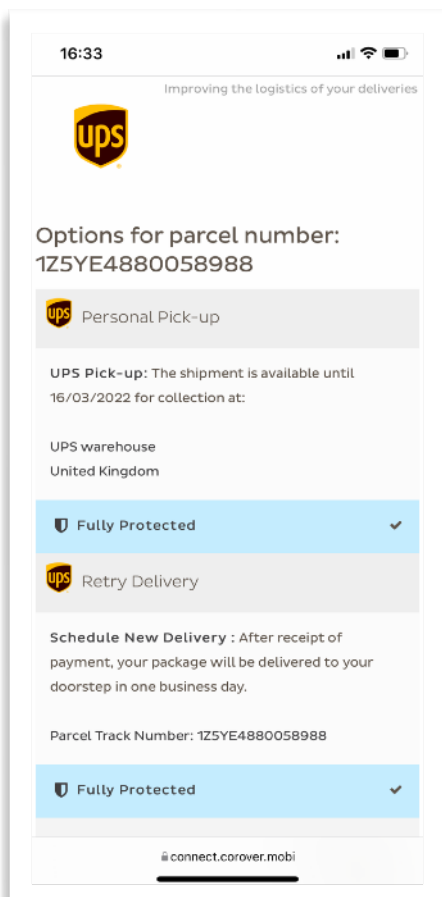 16:33
Improving the logistics of your deliveries
ups
Options for parcel number:
1Z5YE4880058988
ups
Personal Pick-up
UPS Pick-up: The shipment is available until
16/03/2022 for collection at:
UPS warehouse
United Kingdom
Fully Protected
ups
Retry Delivery
Schedule New Delivery : After receipt of
payment, your package will be delivered to your
doorstep in one business day.
Parcel Track Number: 1Z5YE4880058988
Fully Protected
connect.corover.mobi